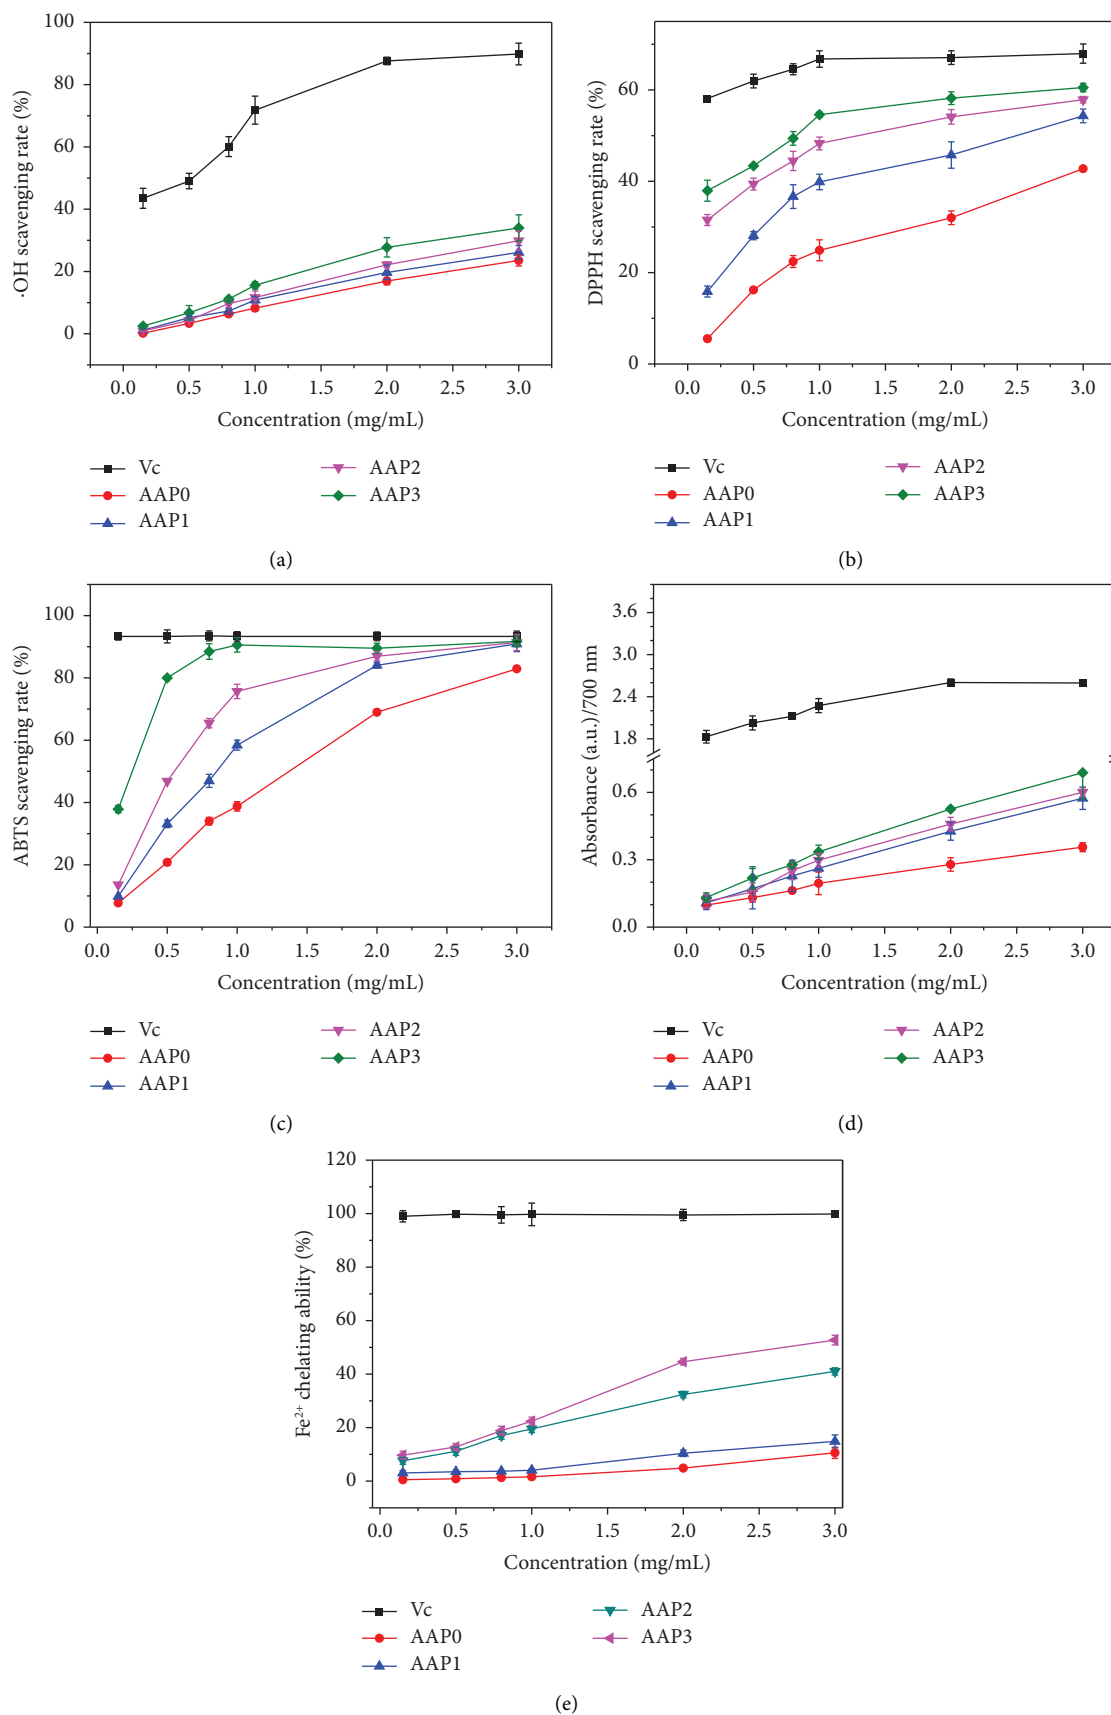 100
80
60
40
20
0
·OH scavenging rate (%)
0.0 0.5 1.0 1.5 2.0 2.5 3.0
Concentration (mg/mL)
Vc
AAP0
AAP1
AAP2
AAP3
(a)
60
40
20
0
DPPH scavenging rate (%)
0.0 0.5 1.0 1.5 2.0 2.5 3.0
Concentration (mg/mL)
Vc
AAP0
AAP1
AAP2
AAP3
(b)
100
80
60
40
20
0
ABTS scavenging rate (%)
0.0 0.5 1.0 1.5 2.0 2.5 3.0
Concentration (mg/mL)
Vc
AAP0
AAP1
AAP2
AAP3
(c)
3.6
3.0
2.4
1.8
0.6
0.3
0.0
Absorbance (a.u.)/700 nm
0.0 0.5 1.0 1.5 2.0 2.5 3.0
Concentration (mg/mL)
Vc
AAP0
AAP1
AAP2
AAP3
(d)
120
100
80
60
40
20
0
Fe²⁺ chelating ability (%)
0.0 0.5 1.0 1.5 2.0 2.5 3.0
Concentration (mg/mL)
Vc
AAP0
AAP1
AAP2
AAP3
(e)